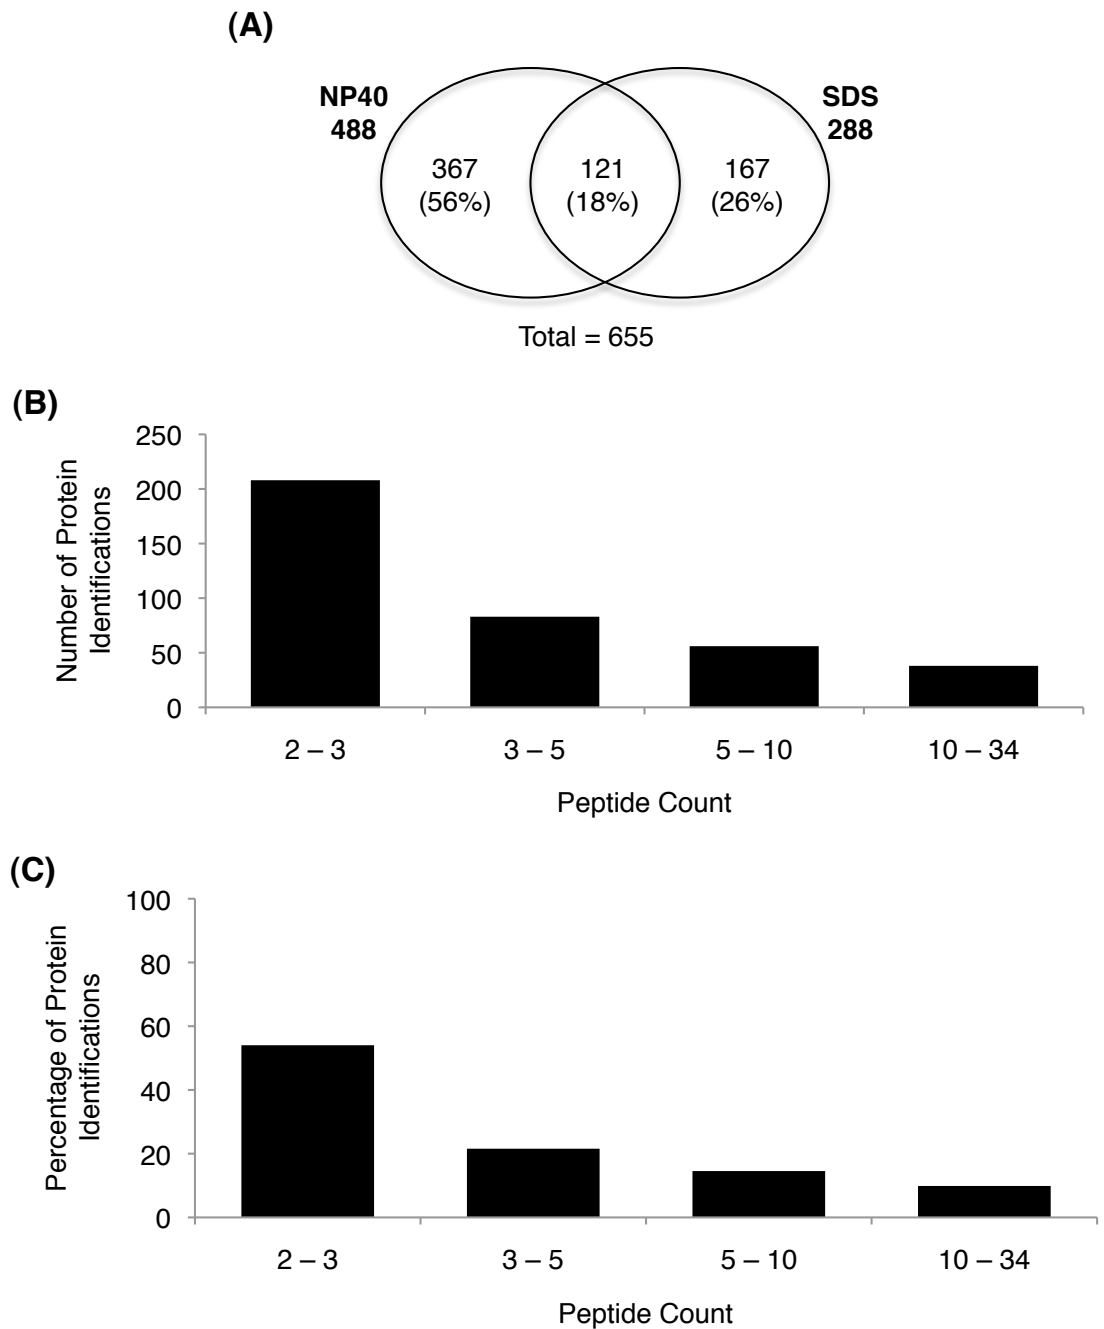 (A)
NP40
488
SDS
288
367
(56%)
121
(18%)
167
(26%)
Total = 655
(B)
Number of Protein
Identifications
250
200
150
100
50
0
2 – 3
3 – 5
5 – 10
10 – 34
Peptide Count
(C)
Percentage of Protein
Identifications
100
80
60
40
20
0
2 – 3
3 – 5
5 – 10
10 – 34
Peptide Count